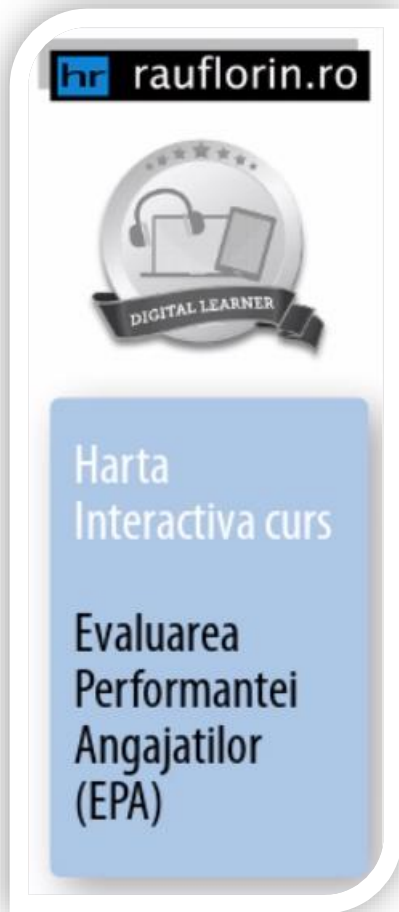 hr rauflorin.ro
DIGITAL LEARNER
Harta
Interactiva curs
Evaluarea
Performantei
Angajatilor
(EPA)